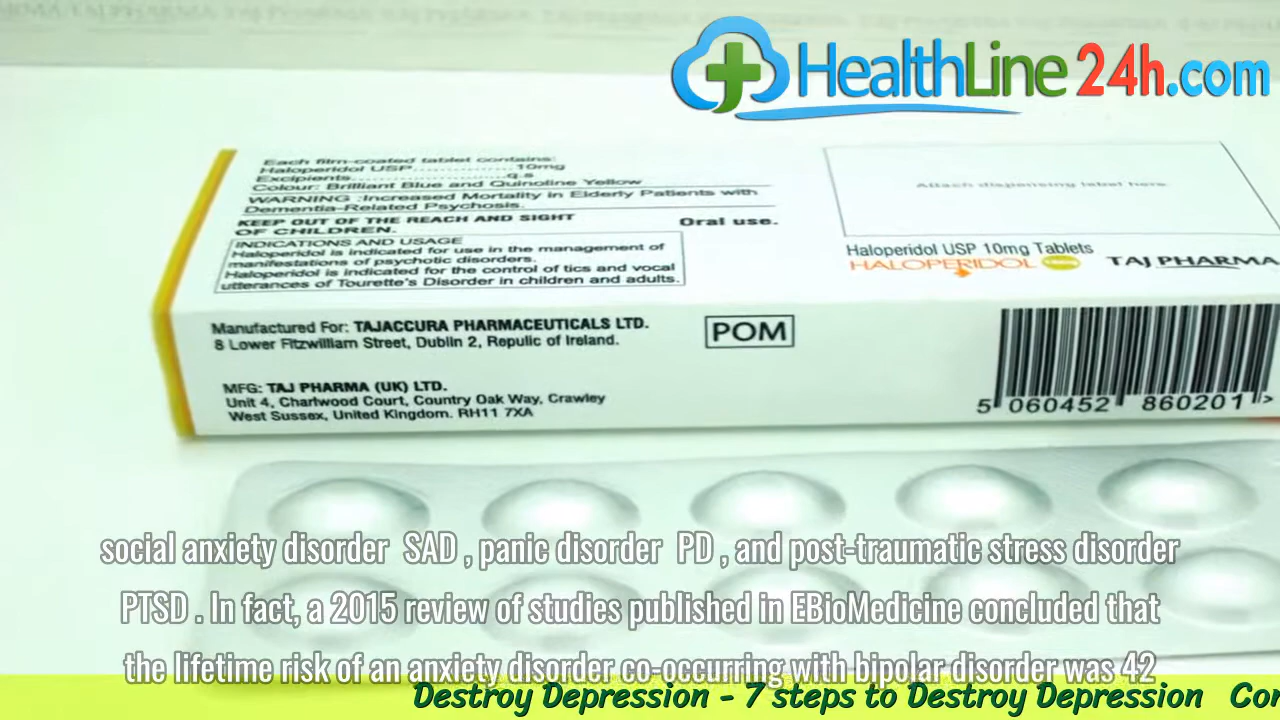 HealthLine24h.com
Each film-coated tablet contains:
Haloperidol USP................10mg
Excipients........................q.s
Colour: Brilliant Blue and Quinoline Yellow
WARNING :Increased Mortality in Elderly Patients with
Dementia-Related Psychosis.
KEEP OUT OF THE REACH AND SIGHT
OF CHILDREN.
Oral use.
INDICATIONS AND USAGE
Haloperidol is indicated for use in the management of
manifestations of psychotic disorders.
Haloperidol is indicated for the control of tics and vocal
utterances of Tourette's Disorder in children and adults.
Attach dispensing label here.
Haloperidol USP 10mg Tablets
HALOPERIDOL
TAJ PHARMA
Manufactured For: TAJACCURA PHARMACEUTICALS LTD.
8 Lower Fitzwilliam Street, Dublin 2, Repulic of Ireland.
POM
MFG: TAJ PHARMA (UK) LTD.
Unit 4, Chartwood Court, Country Oak Way, Crawley
West Sussex, United Kingdom. RH11 7XA
5 060452 860201 >
social anxiety disorder SAD , panic disorder PD , and post-traumatic stress disorder
PTSD . In fact, a 2015 review of studies published in EBioMedicine concluded that
the lifetime risk of an anxiety disorder co-occurring with bipolar disorder was 42
Destroy Depression - 7 steps to Destroy Depression Con